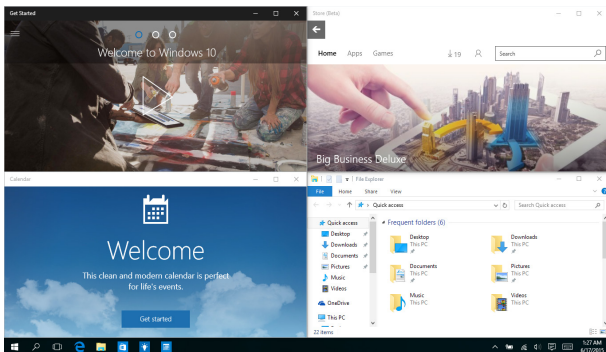 Get Started
Welcome to Windows 10
Store (Beta)
Home Apps Games 19 Search
Big Business Deluxe
Calendar
Welcome
This clean and modern calendar is perfect
for life's events.
Get started
File Explorer
File Home Share View
Quick access Search Quick access
Quick access
Desktop
Downloads
Documents
Pictures
Music
Videos
OneDrive
This PC
22 items
Frequent folders (6)
Desktop
This PC
Downloads
This PC
Documents
This PC
Pictures
This PC
Music
This PC
Videos
This PC
1:27 AM
6/17/2015